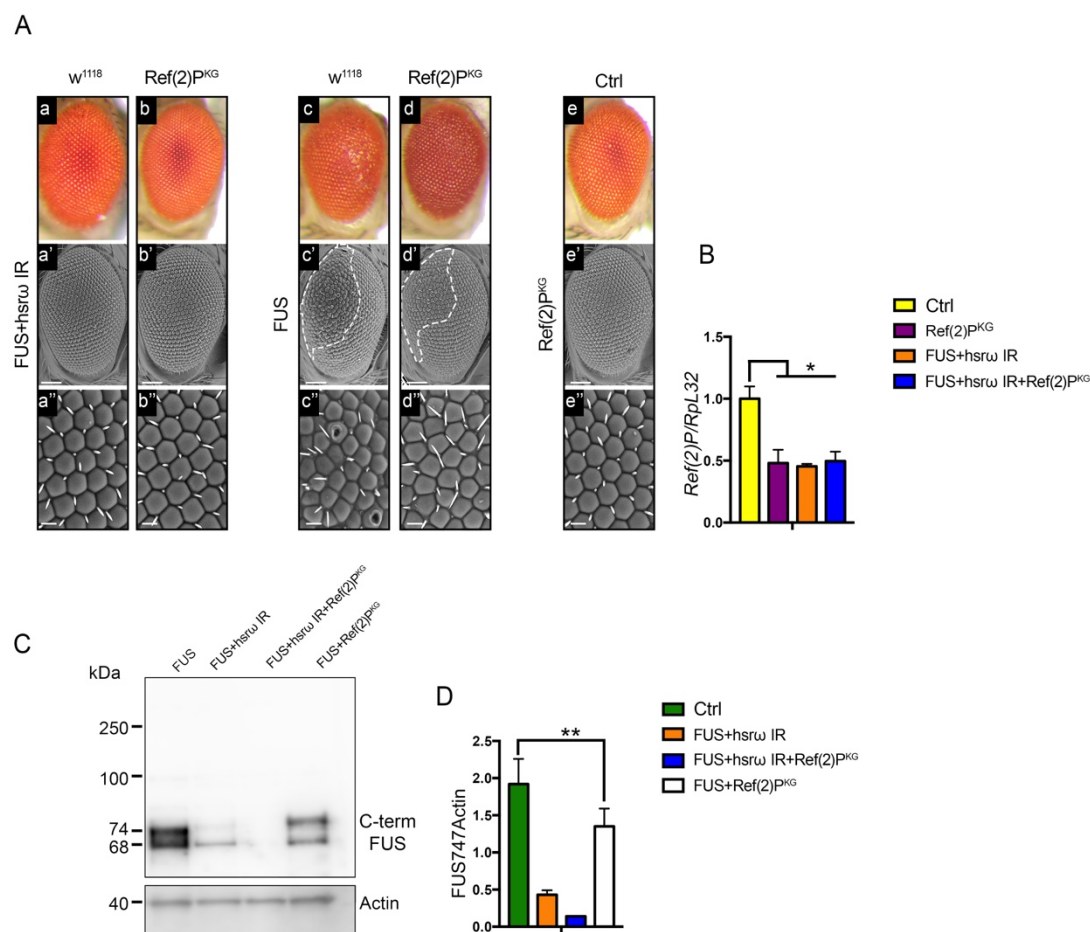 A
w¹¹¹⁸ Ref(2)Pᴷᴳ w¹¹¹⁸ Ref(2)Pᴷᴳ Ctrl
a b c d e
FUS+hsrω IR
a' b'
FUS
c' d'
Ref(2)Pᴷᴳ
e'
a" b" c" d" e"
B
Ctrl
Ref(2)Pᴷᴳ
FUS+hsrω IR
FUS+hsrω IR+Ref(2)Pᴷᴳ
*
Ref(2)P/RpL32
1.5
1.0
0.5
0.0
C
kDa
FUS
FUS+hsrω IR
FUS+hsrω IR+Ref(2)Pᴷᴳ
FUS+Ref(2)Pᴷᴳ
250
100
74
68
C-term
FUS
40
Actin
D
Ctrl
FUS+hsrω IR
FUS+hsrω IR+Ref(2)Pᴷᴳ
FUS+Ref(2)Pᴷᴳ
**
FUS747Actin
2.5
2.0
1.5
1.0
0.5
0.0